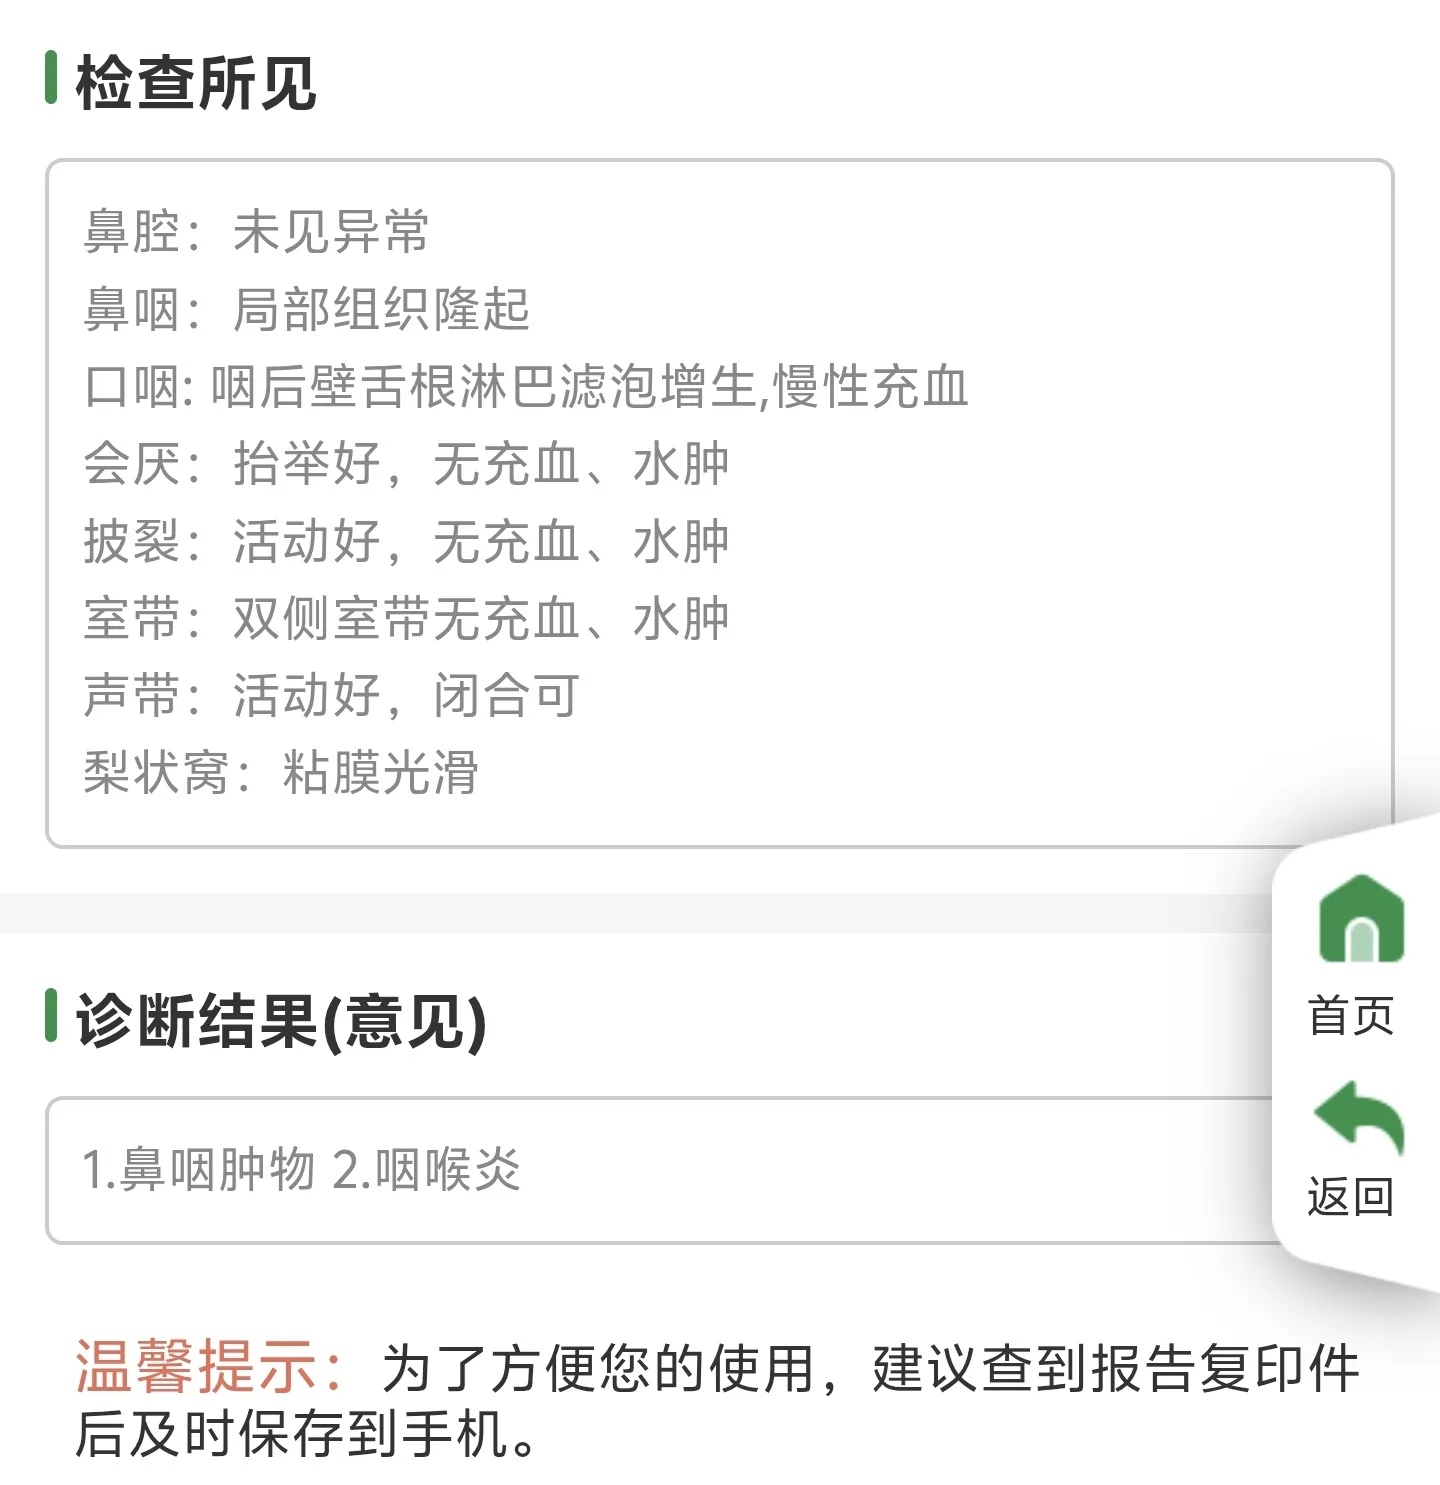 检查所见
鼻腔：未见异常
鼻咽：局部组织隆起
口咽: 咽后壁舌根淋巴滤泡增生,慢性充血
会厌：抬举好，无充血、水肿
披裂：活动好，无充血、水肿
室带：双侧室带无充血、水肿
声带：活动好，闭合可
梨状窝：粘膜光滑
首页
诊断结果(意见)
1.鼻咽肿物 2.咽喉炎
返回
温馨提示：为了方便您的使用，建议查到报告复印件
后及时保存到手机。